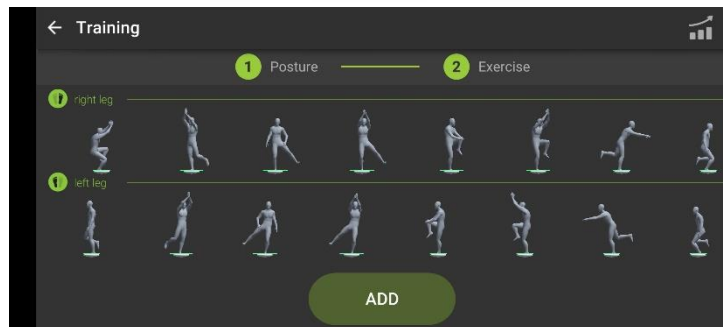 Training
1 Posture 2 Exercise
right leg
left leg
ADD